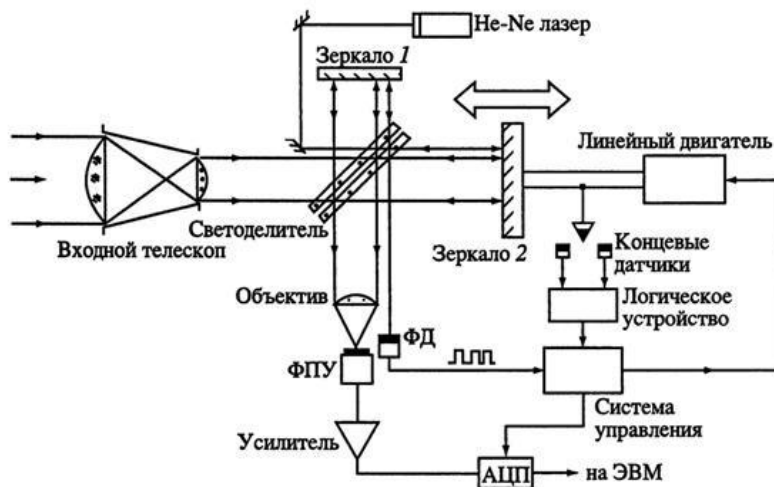 He-Ne лазер
Зеркало 1
Линейный двигатель
Светоделитель
Входной телескоп
Зеркало 2
Концевые
датчики
Объектив
Логическое
устройство
ФД
ФПУ
Система
управления
Усилитель
АЦП
на ЭВМ